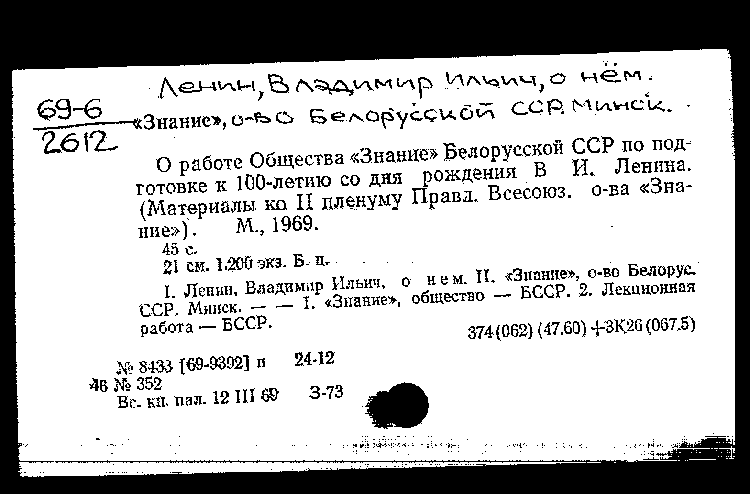 Ленин, Владимир Ильич, о нём.
69-6
2612
«Знание», о-во Белорусской ССР. Минск.
О работе Общества «Знание» Белорусской ССР по под-
готовке к 100-летию со дня рождения В И. Ленина.
(Материалы ко II пленуму Правл. Всесоюз. о-ва «Зна-
ние»). М., 1969.
45 с.
21 см. 1.200 экз. Б. ц.
I. Ленин, Владимир Ильич, о нем. II. «Знание», о-во Белорус.
ССР. Минск. — — 1. «Знание», общество — БССР. 2. Лекционная
работа — БССР.
374(062) (47.60)+3К26(067.5)
№ 8433 [69-9392] п 24-12
46 № 352
Вс. кн. пал. 12 III 69 З-73